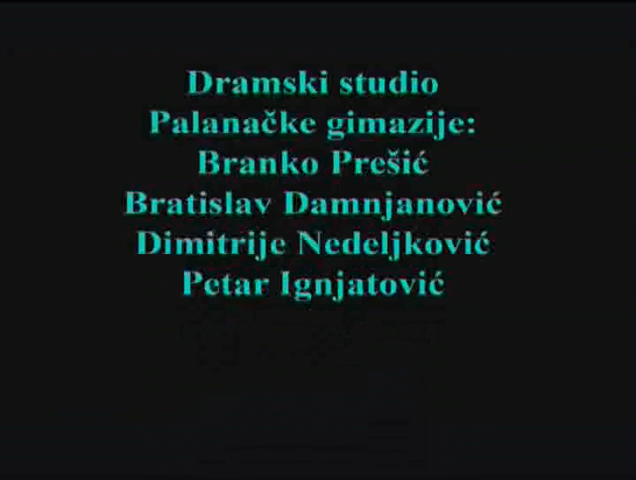 Dramski studio
Palanačke gimazije:
Branko Prešić
Bratislav Damnjanović
Dimitrije Nedeljković
Petar Ignjatović